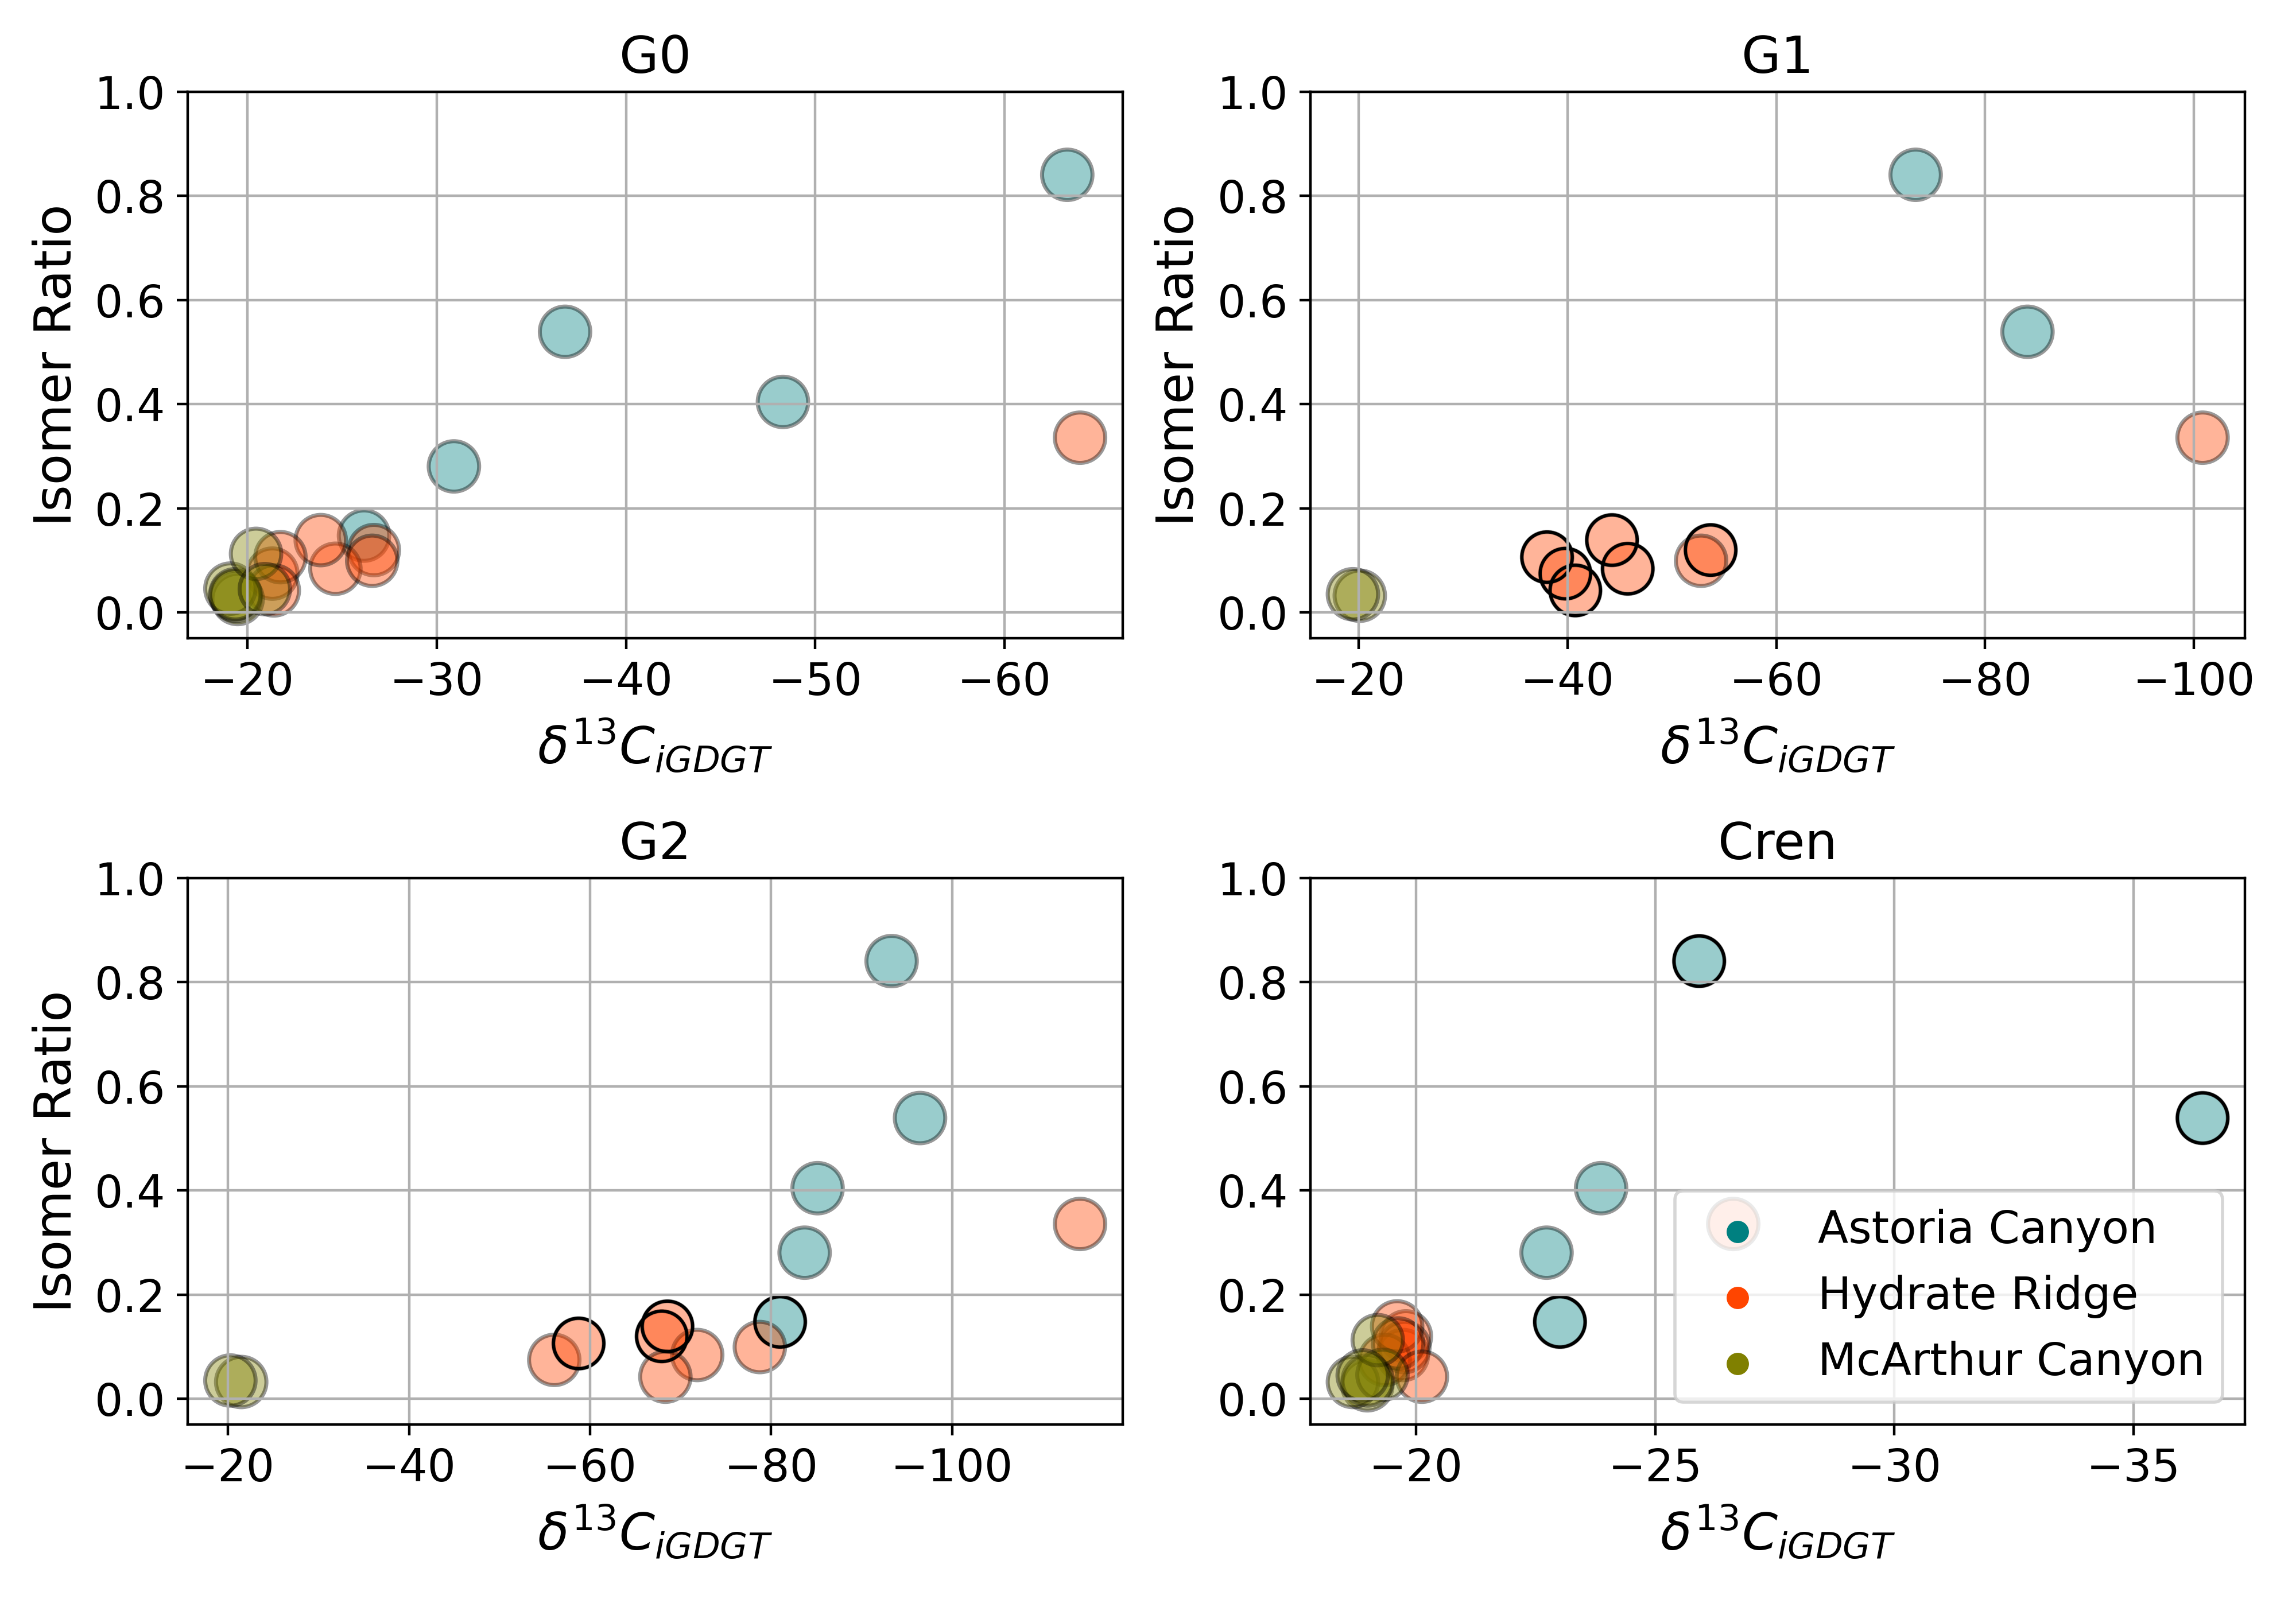 G0
1.0
0.8
0.6
0.4
0.2
0.0
Isomer Ratio
−20 −30 −40 −50 −60
δ¹³C_iGDGT
G1
1.0
0.8
0.6
0.4
0.2
0.0
Isomer Ratio
−20 −40 −60 −80 −100
δ¹³C_iGDGT
G2
1.0
0.8
0.6
0.4
0.2
0.0
Isomer Ratio
−20 −40 −60 −80 −100
δ¹³C_iGDGT
Cren
1.0
0.8
0.6
0.4
0.2
0.0
Astoria Canyon
Hydrate Ridge
McArthur Canyon
−20 −25 −30 −35
δ¹³C_iGDGT